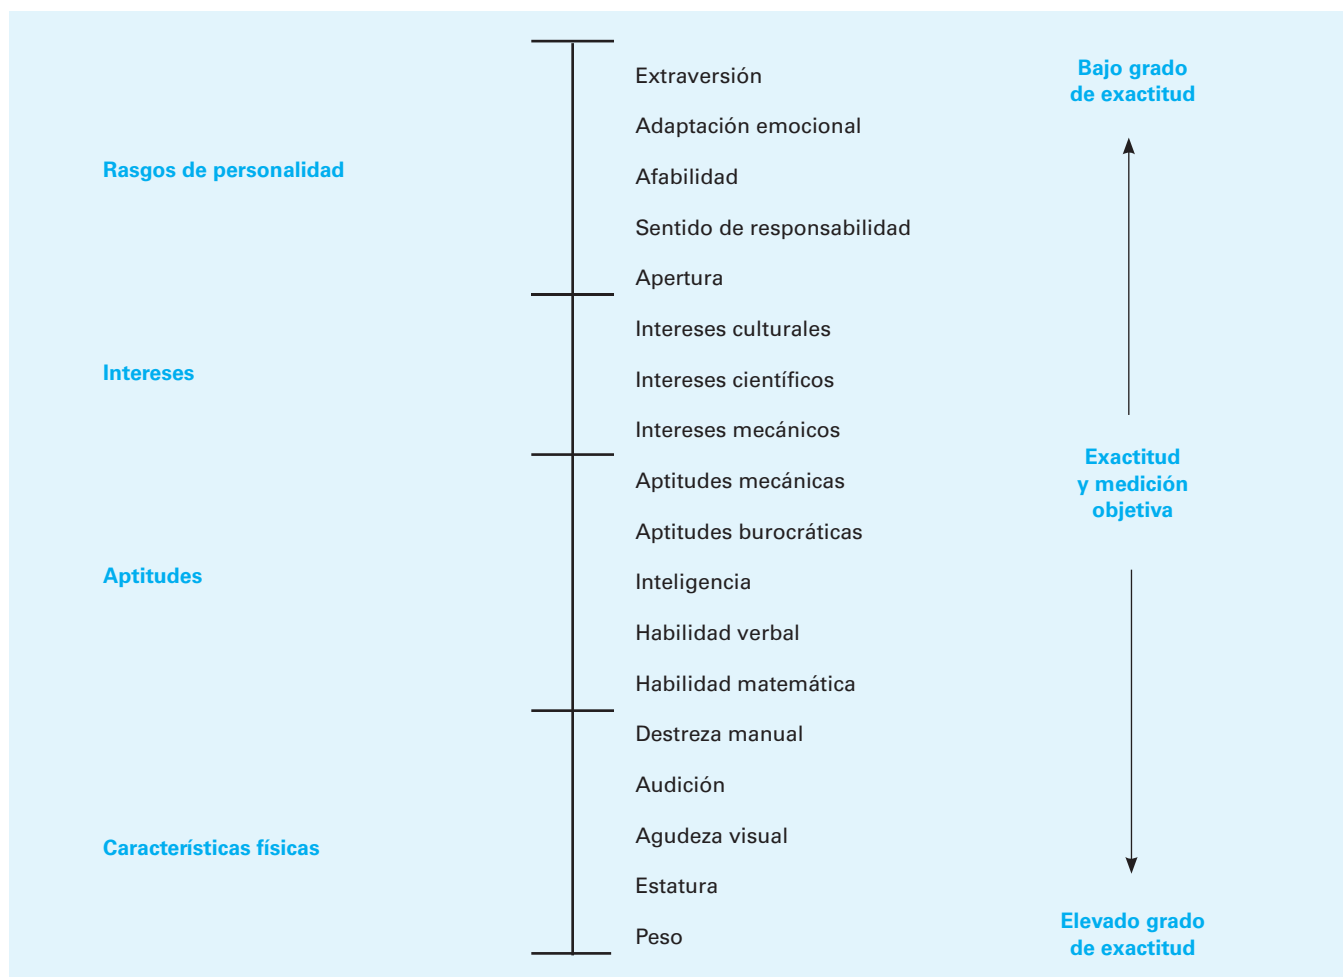 Rasgos de personalidad
Extraversión
Adaptación emocional
Afabilidad
Sentido de responsabilidad
Apertura
Intereses
Intereses culturales
Intereses científicos
Intereses mecánicos
Aptitudes
Aptitudes mecánicas
Aptitudes burocráticas
Inteligencia
Habilidad verbal
Habilidad matemática
Características físicas
Destreza manual
Audición
Agudeza visual
Estatura
Peso
Bajo grado
de exactitud
Exactitud
y medición
objetiva
Elevado grado
de exactitud